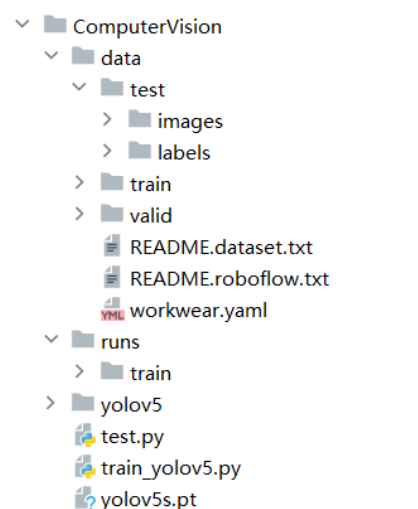 ComputerVision
data
test
images
labels
train
valid
README.dataset.txt
README.roboflow.txt
YML workwear.yaml
runs
train
yolov5
test.py
train_yolov5.py
yolov5s.pt